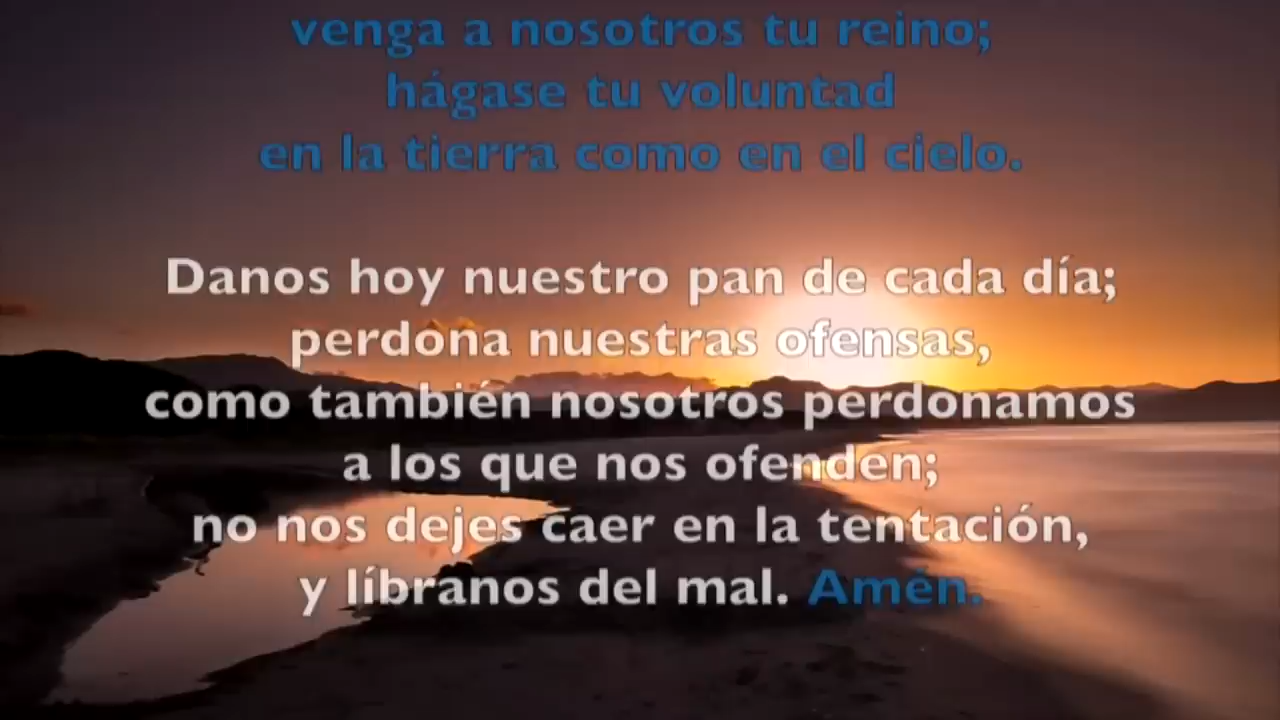 venga a nosotros tu reino;
hágase tu voluntad
en la tierra como en el cielo.
Danos hoy nuestro pan de cada día;
perdona nuestras ofensas,
como también nosotros perdonamos
a los que nos ofenden;
no nos dejes caer en la tentación,
y líbranos del mal. Amén.